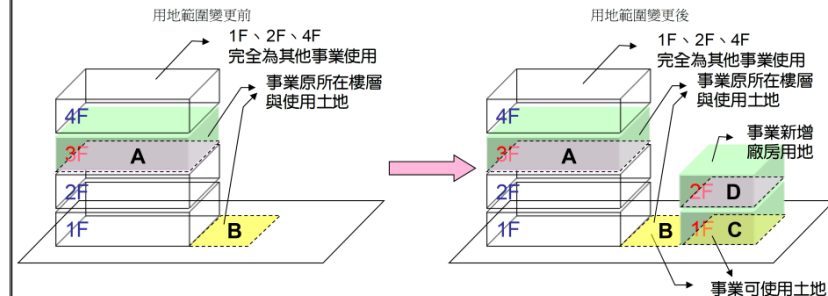 用地範圍變更前
1F、2F、4F
完全為其他事業使用
事業原所在樓層
與使用土地
4F
3F
A
2F
1F
B
用地範圍變更後
1F、2F、4F
完全為其他事業使用
事業原所在樓層
與使用土地
事業新增
廠房用地
4F
3F
A
2F
1F
B
2F
D
1F
C
事業可使用土地